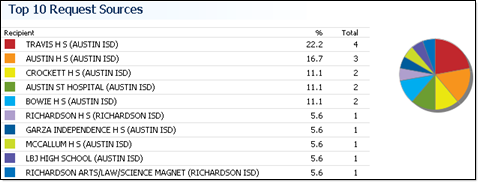 Top 10 Request Sources
Recipient % Total
TRAVIS H S (AUSTIN ISD) 22.2 4
AUSTIN H S (AUSTIN ISD) 16.7 3
CROCKETT H S (AUSTIN ISD) 11.1 2
AUSTIN ST HOSPITAL (AUSTIN ISD) 11.1 2
BOWIE H S (AUSTIN ISD) 11.1 2
RICHARDSON H S (RICHARDSON ISD) 5.6 1
GARZA INDEPENDENCE H S (AUSTIN ISD) 5.6 1
MCCALLUM H S (AUSTIN ISD) 5.6 1
LBJ HIGH SCHOOL (AUSTIN ISD) 5.6 1
RICHARDSON ARTS/LAW/SCIENCE MAGNET (RICHARDSON ISD) 5.6 1